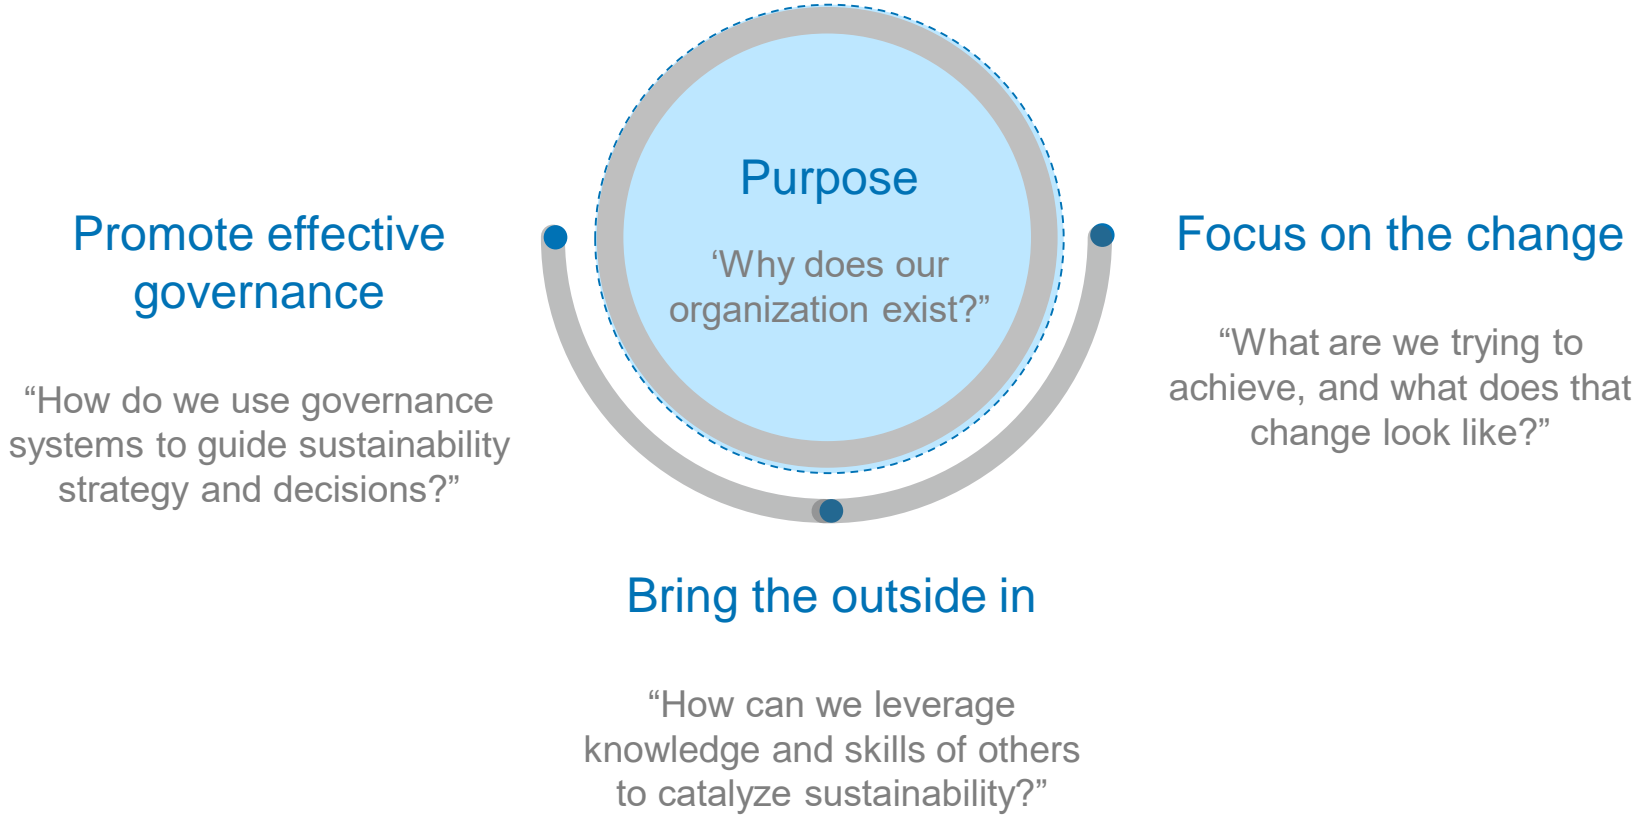 Purpose
‘Why does our
organization exist?”
Promote effective
governance
“How do we use governance
systems to guide sustainability
strategy and decisions?”
Focus on the change
“What are we trying to
achieve, and what does that
change look like?”
Bring the outside in
“How can we leverage
knowledge and skills of others
to catalyze sustainability?”